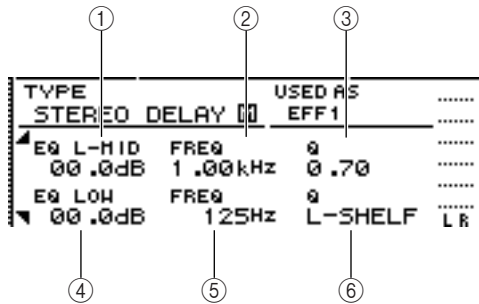 ① ② ③
TYPE USED AS
STEREO DELAY EFF1
EQ L-MID FREQ Q
00.0dB 1.00kHz 0.70
EQ LOW FREQ Q
00.0dB 125Hz L-SHELF L R
④ ⑤ ⑥